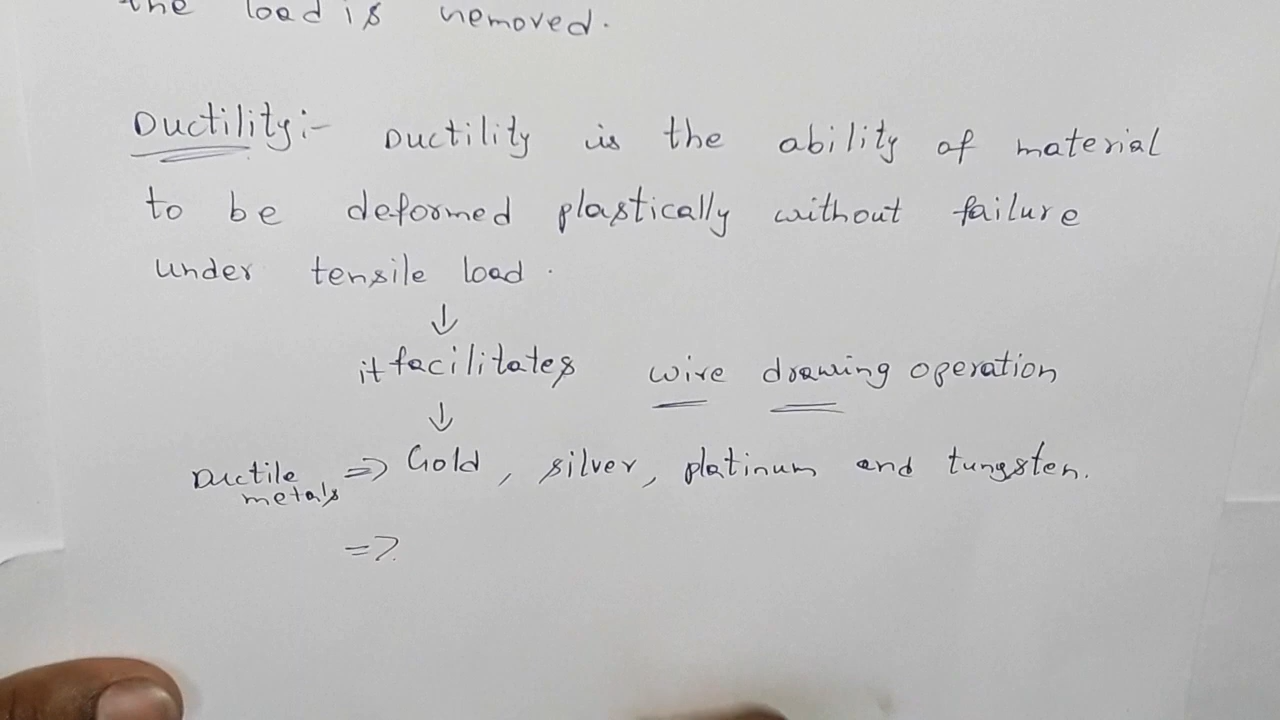 the load is removed.
Ductility:- Ductility is the ability of material
to be deformed plastically without failure
under tensile load.
↓
it facilitates wire drawing operation
↓
Ductile metals => Gold, silver, platinum and tungsten.
=>